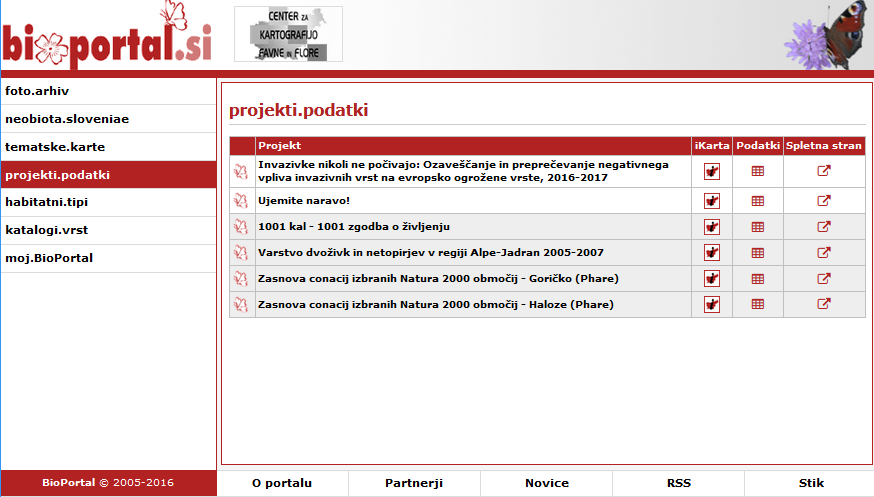 bioportal.si
CENTER ZA
KARTOGRAFIJO
FAVNE IN FLORE
foto.arhiv
neobiota.sloveniae
tematske.karte
projekti.podatki
habitatni.tipi
katalogi.vrst
moj.BioPortal
projekti.podatki
Projekt iKarta Podatki Spletna stran
Invazivke nikoli ne počivajo: Ozaveščanje in preprečevanje negativnega
vpliva invazivnih vrst na evropsko ogrožene vrste, 2016-2017
Ujemite naravo!
1001 kal - 1001 zgodba o življenju
Varstvo dvoživk in netopirjev v regiji Alpe-Jadran 2005-2007
Zasnova conacij izbranih Natura 2000 območij - Goričko (Phare)
Zasnova conacij izbranih Natura 2000 območij - Haloze (Phare)
BioPortal © 2005-2016
O portalu Partnerji Novice RSS Stik